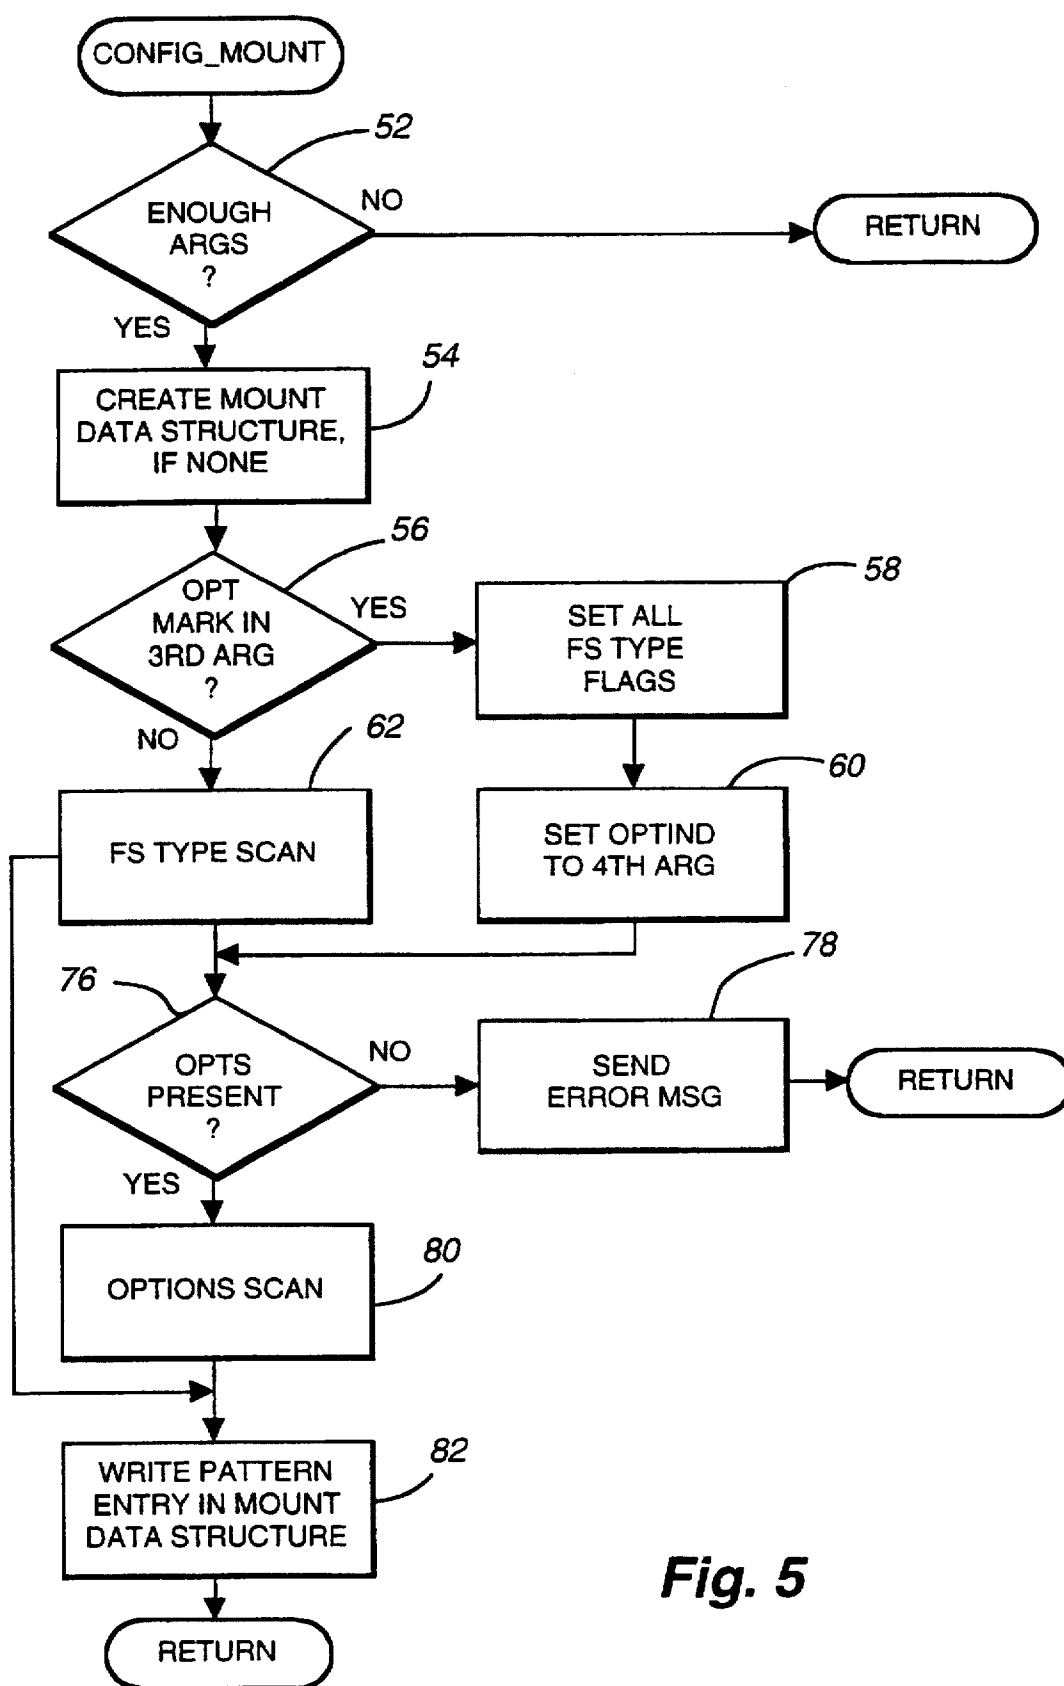 CONFIG_MOUNT
52
ENOUGH
ARGS
?
NO
RETURN
YES
54
CREATE MOUNT
DATA STRUCTURE,
IF NONE
56
OPT
MARK IN
3RD ARG
?
YES
58
SET ALL
FS TYPE
FLAGS
NO
62
FS TYPE SCAN
60
SET OPTIND
TO 4TH ARG
76
OPTS
PRESENT
?
NO
78
SEND
ERROR MSG
RETURN
YES
80
OPTIONS SCAN
82
WRITE PATTERN
ENTRY IN MOUNT
DATA STRUCTURE
RETURN
Fig. 5